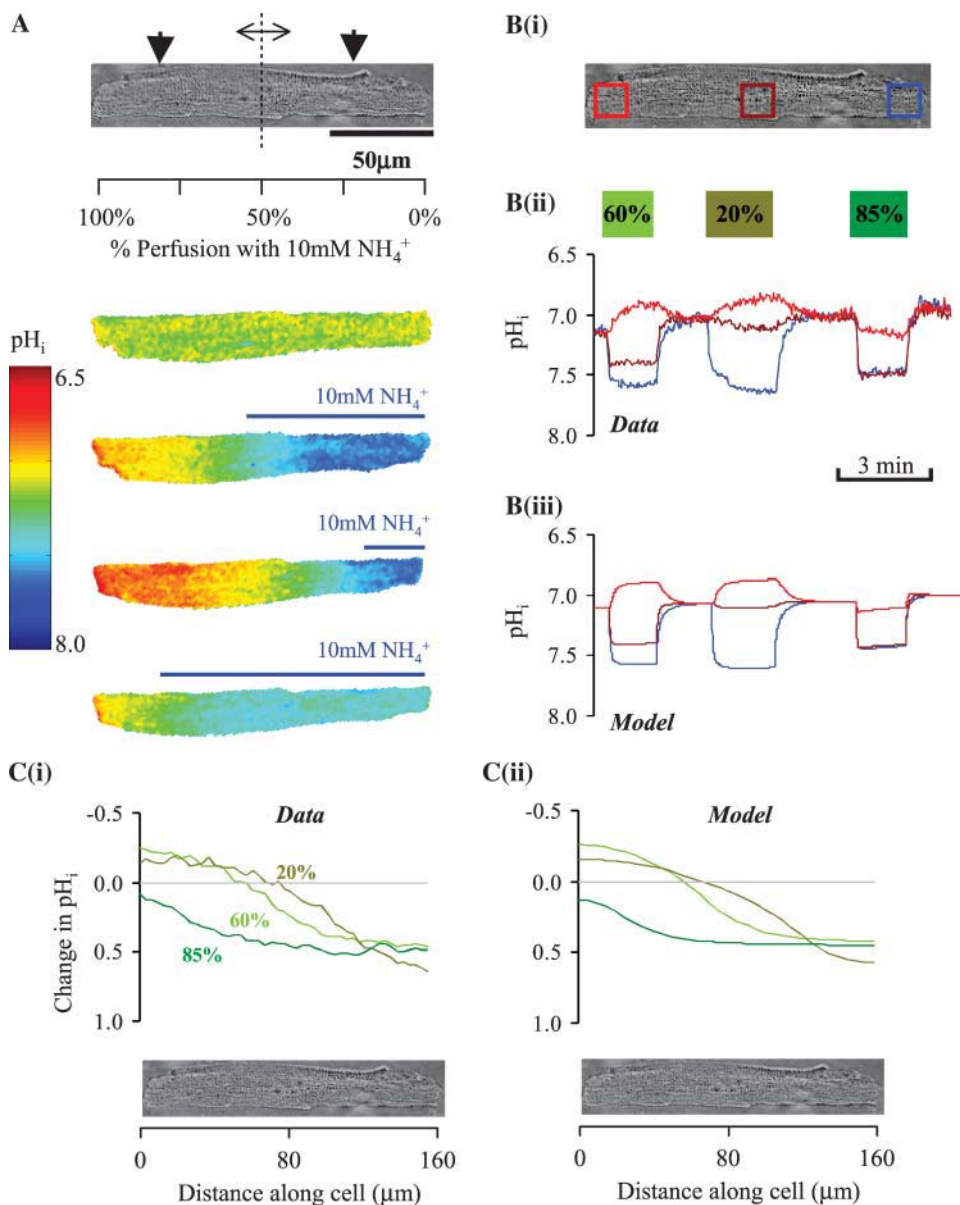 A
50μm
100% 50% 0%
% Perfusion with 10mM NH₄⁺
pHᵢ
6.5
8.0
10mM NH₄⁺
10mM NH₄⁺
10mM NH₄⁺
B(i)
B(ii)
60% 20% 85%
6.5
7.0
7.5
8.0
pHᵢ
Data
3 min
B(iii)
6.5
7.0
7.5
8.0
pHᵢ
Model
C(i)
Data
-0.5
0.0
0.5
1.0
Change in pHᵢ
20%
60%
85%
0 80 160
Distance along cell (μm)
C(ii)
Model
-0.5
0.0
0.5
1.0
0 80 160
Distance along cell (μm)